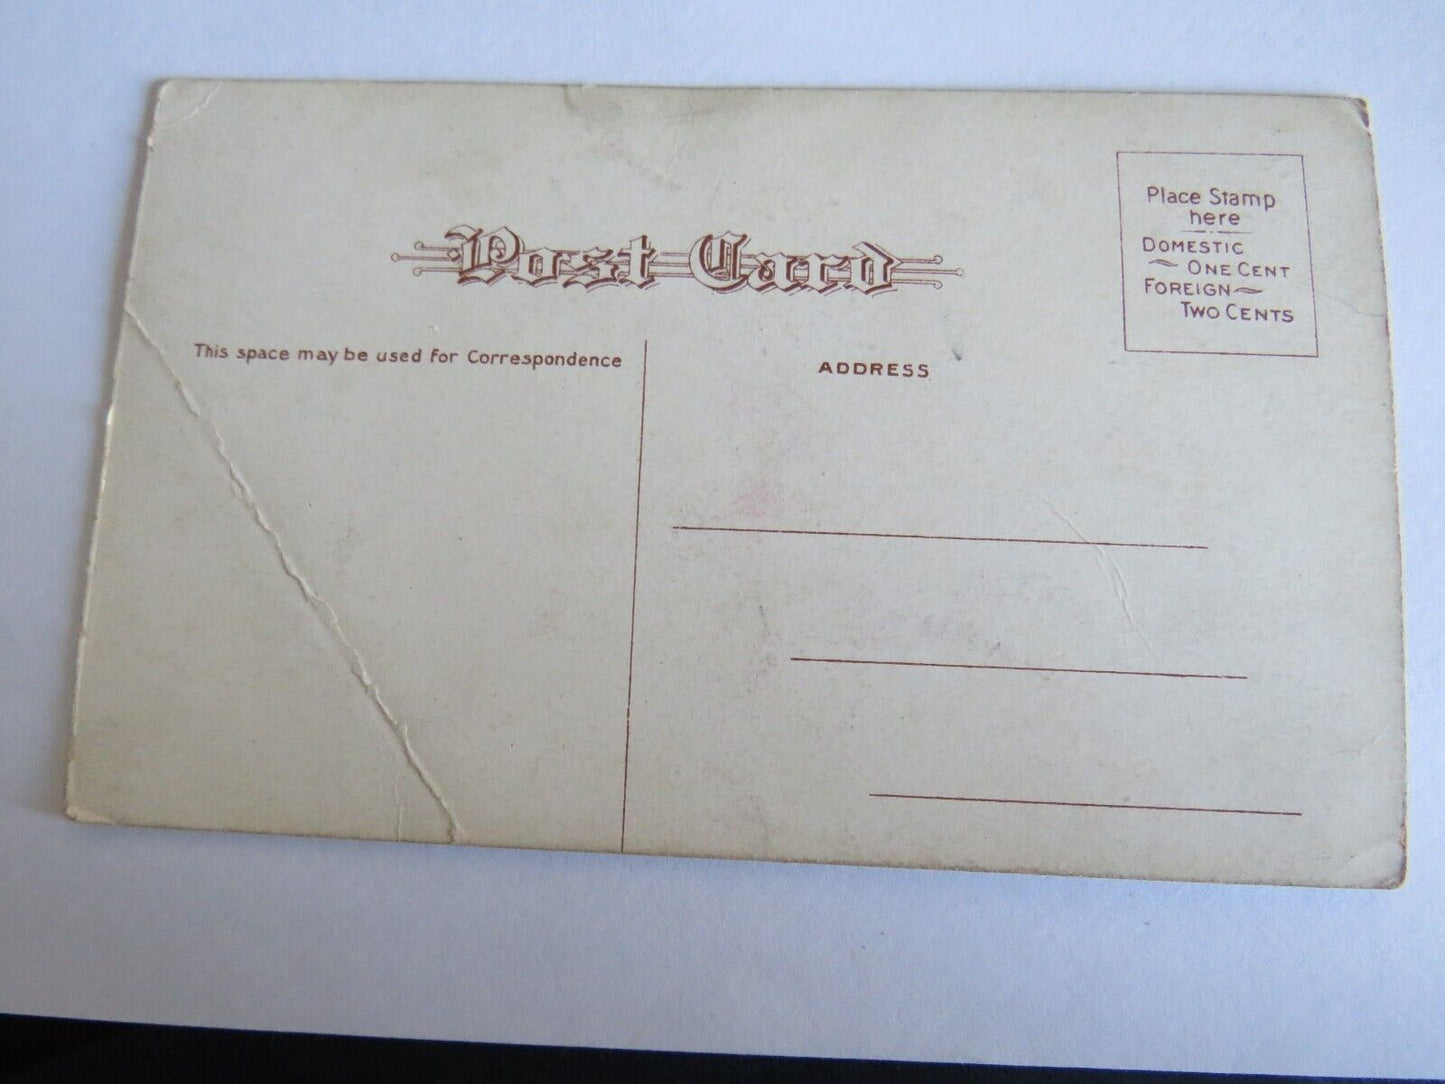 Post Card
Place Stamp
here
DOMESTIC
ONE CENT
FOREIGN
TWO CENTS
This space may be used for Correspondence
ADDRESS